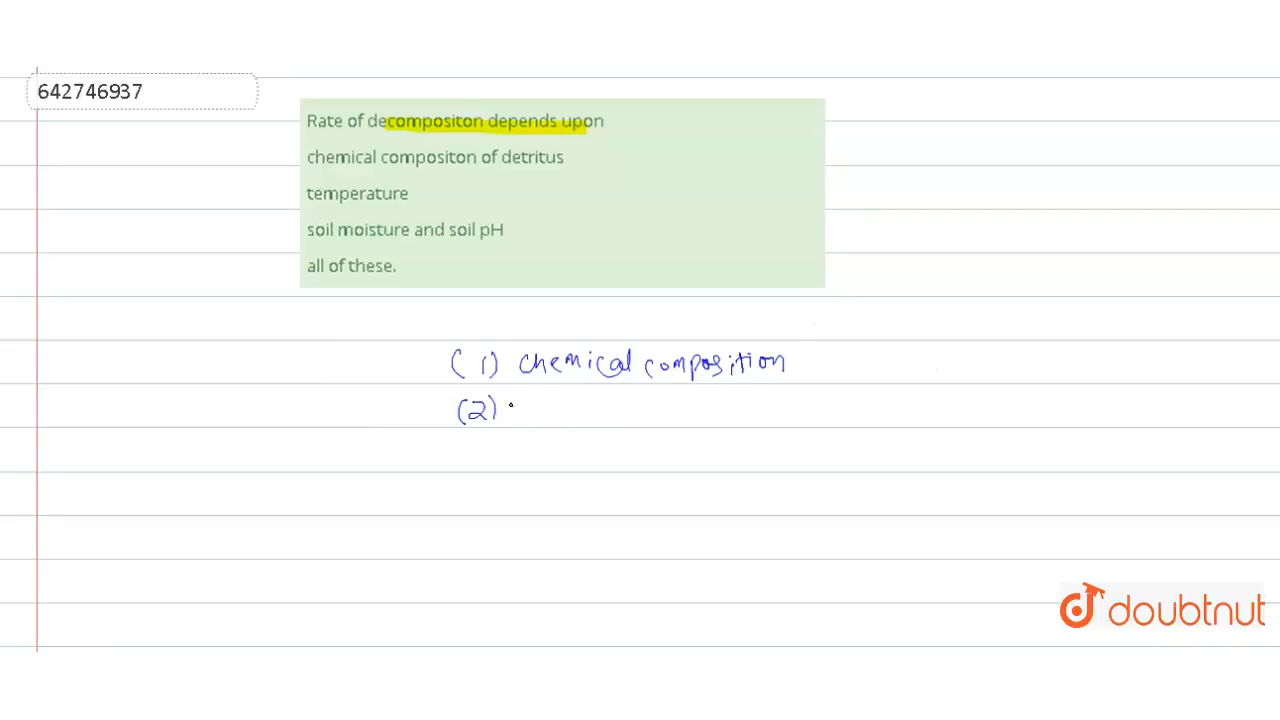 642746937
Rate of decompositon depends upon
chemical compositon of detritus
temperature
soil moisture and soil pH
all of these.
(1) chemical composition
(2)
doubtnut